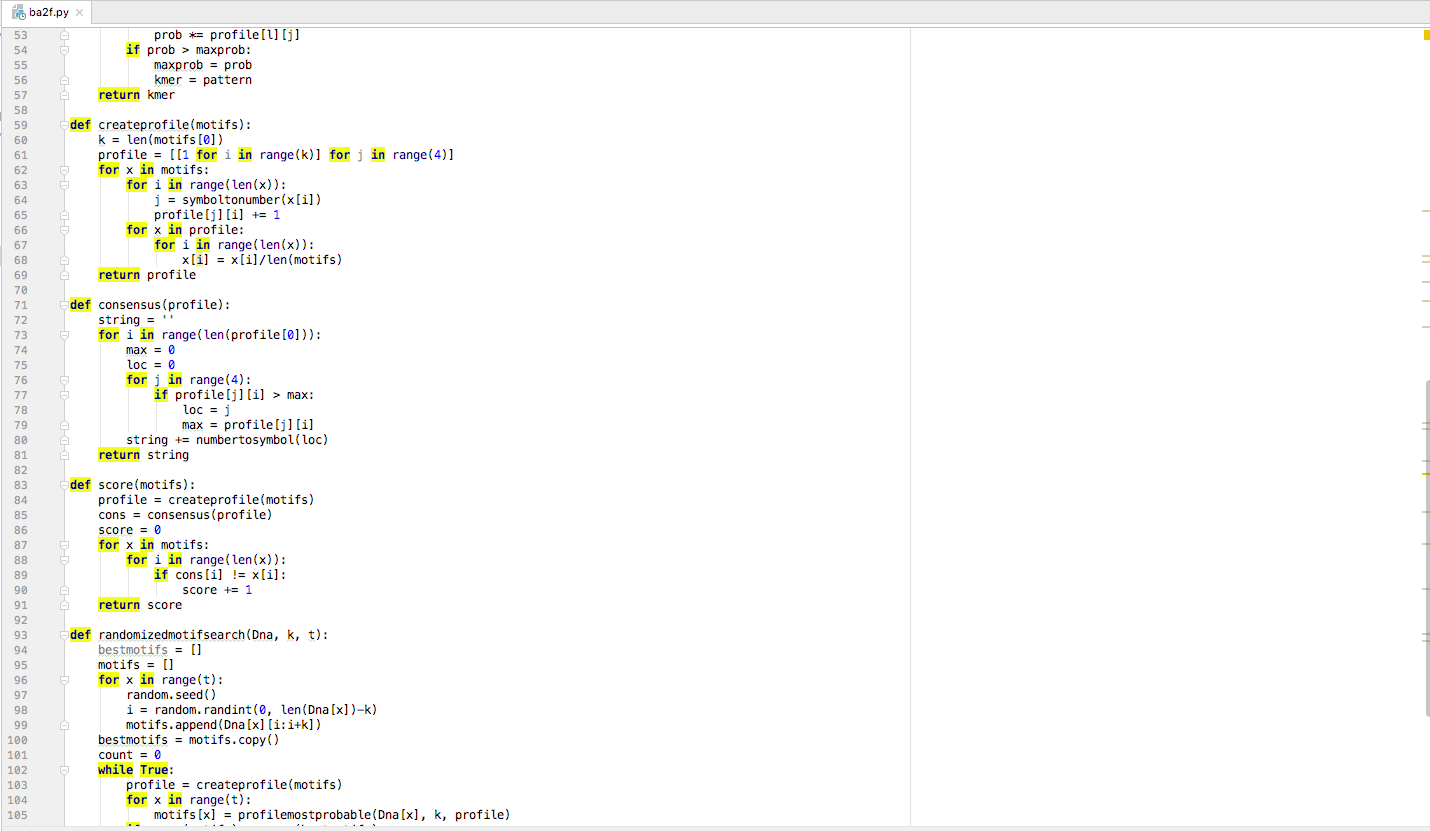 ba2f.py
53 prob *= profile[l][j]
54 if prob > maxprob:
55 maxprob = prob
56 kmer = pattern
57 return kmer
58
59 def createprofile(motifs):
60 k = len(motifs[0])
61 profile = [[1 for i in range(k)] for j in range(4)]
62 for x in motifs:
63 for i in range(len(x)):
64 j = symboltonumber(x[i])
65 profile[j][i] += 1
66 for x in profile:
67 for i in range(len(x)):
68 x[i] = x[i]/len(motifs)
69 return profile
70
71 def consensus(profile):
72 string = ''
73 for i in range(len(profile[0])):
74 max = 0
75 loc = 0
76 for j in range(4):
77 if profile[j][i] > max:
78 loc = j
79 max = profile[j][i]
80 string += numbertosymbol(loc)
81 return string
82
83 def score(motifs):
84 profile = createprofile(motifs)
85 cons = consensus(profile)
86 score = 0
87 for x in motifs:
88 for i in range(len(x)):
89 if cons[i] != x[i]:
90 score += 1
91 return score
92
93 def randomizedmotifsearch(Dna, k, t):
94 bestmotifs = []
95 motifs = []
96 for x in range(t):
97 random.seed()
98 i = random.randint(0, len(Dna[x])-k)
99 motifs.append(Dna[x][i:i+k])
100 bestmotifs = motifs.copy()
101 count = 0
102 while True:
103 profile = createprofile(motifs)
104 for x in range(t):
105 motifs[x] = profilemostprobable(Dna[x], k, profile)